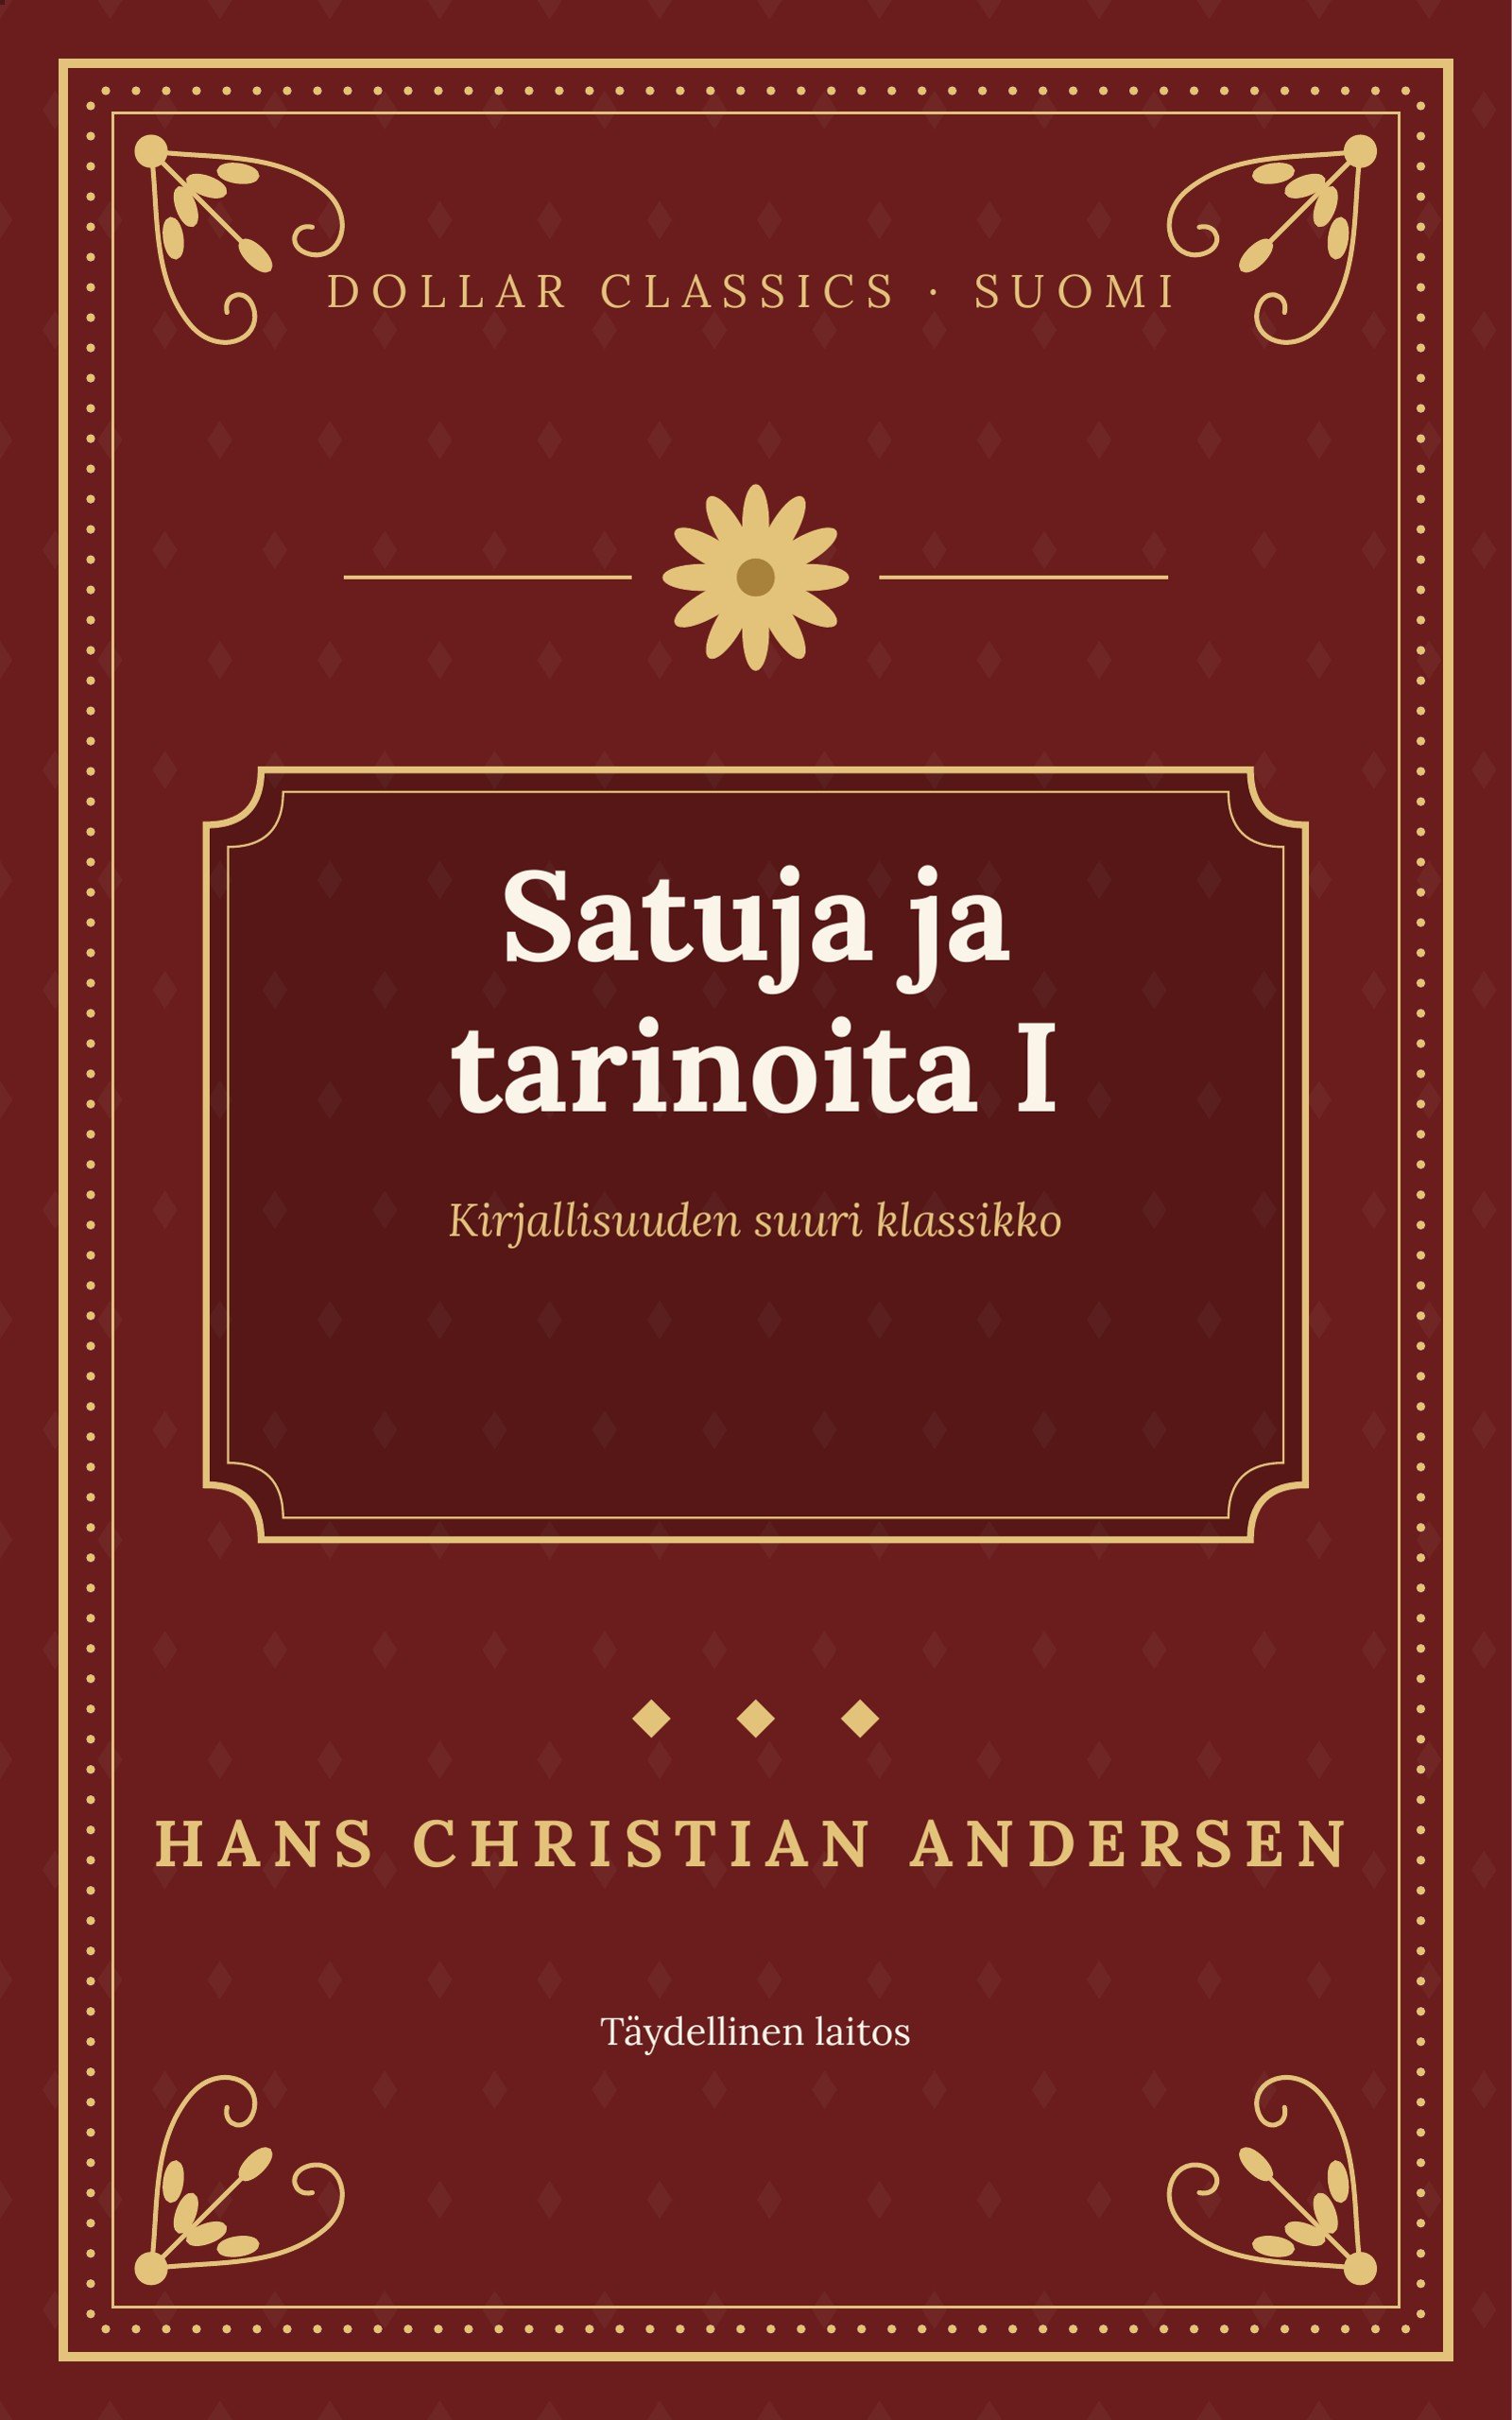 DOLLAR CLASSICS · SUOMI
Satuja ja
tarinoita I
Kirjallisuuden suuri klassikko
HANS CHRISTIAN ANDERSEN
Täydellinen laitos